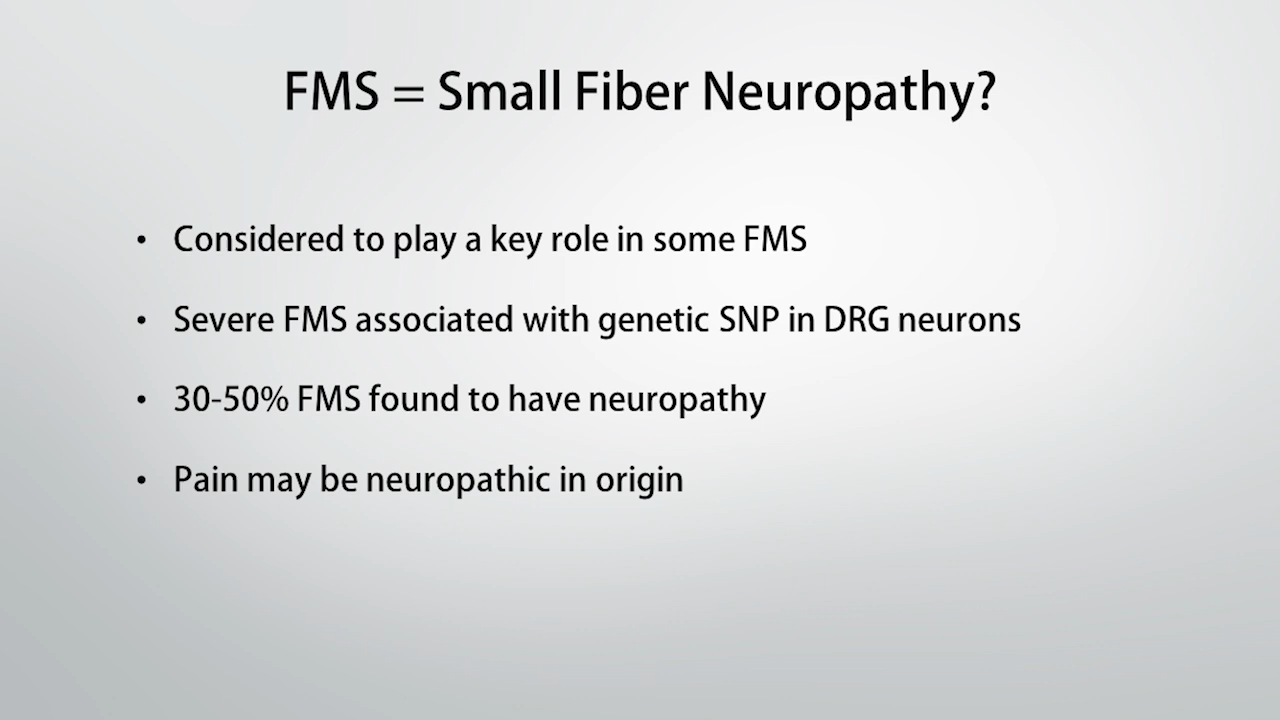 FMS = Small Fiber Neuropathy?
• Considered to play a key role in some FMS
• Severe FMS associated with genetic SNP in DRG neurons
• 30-50% FMS found to have neuropathy
• Pain may be neuropathic in origin